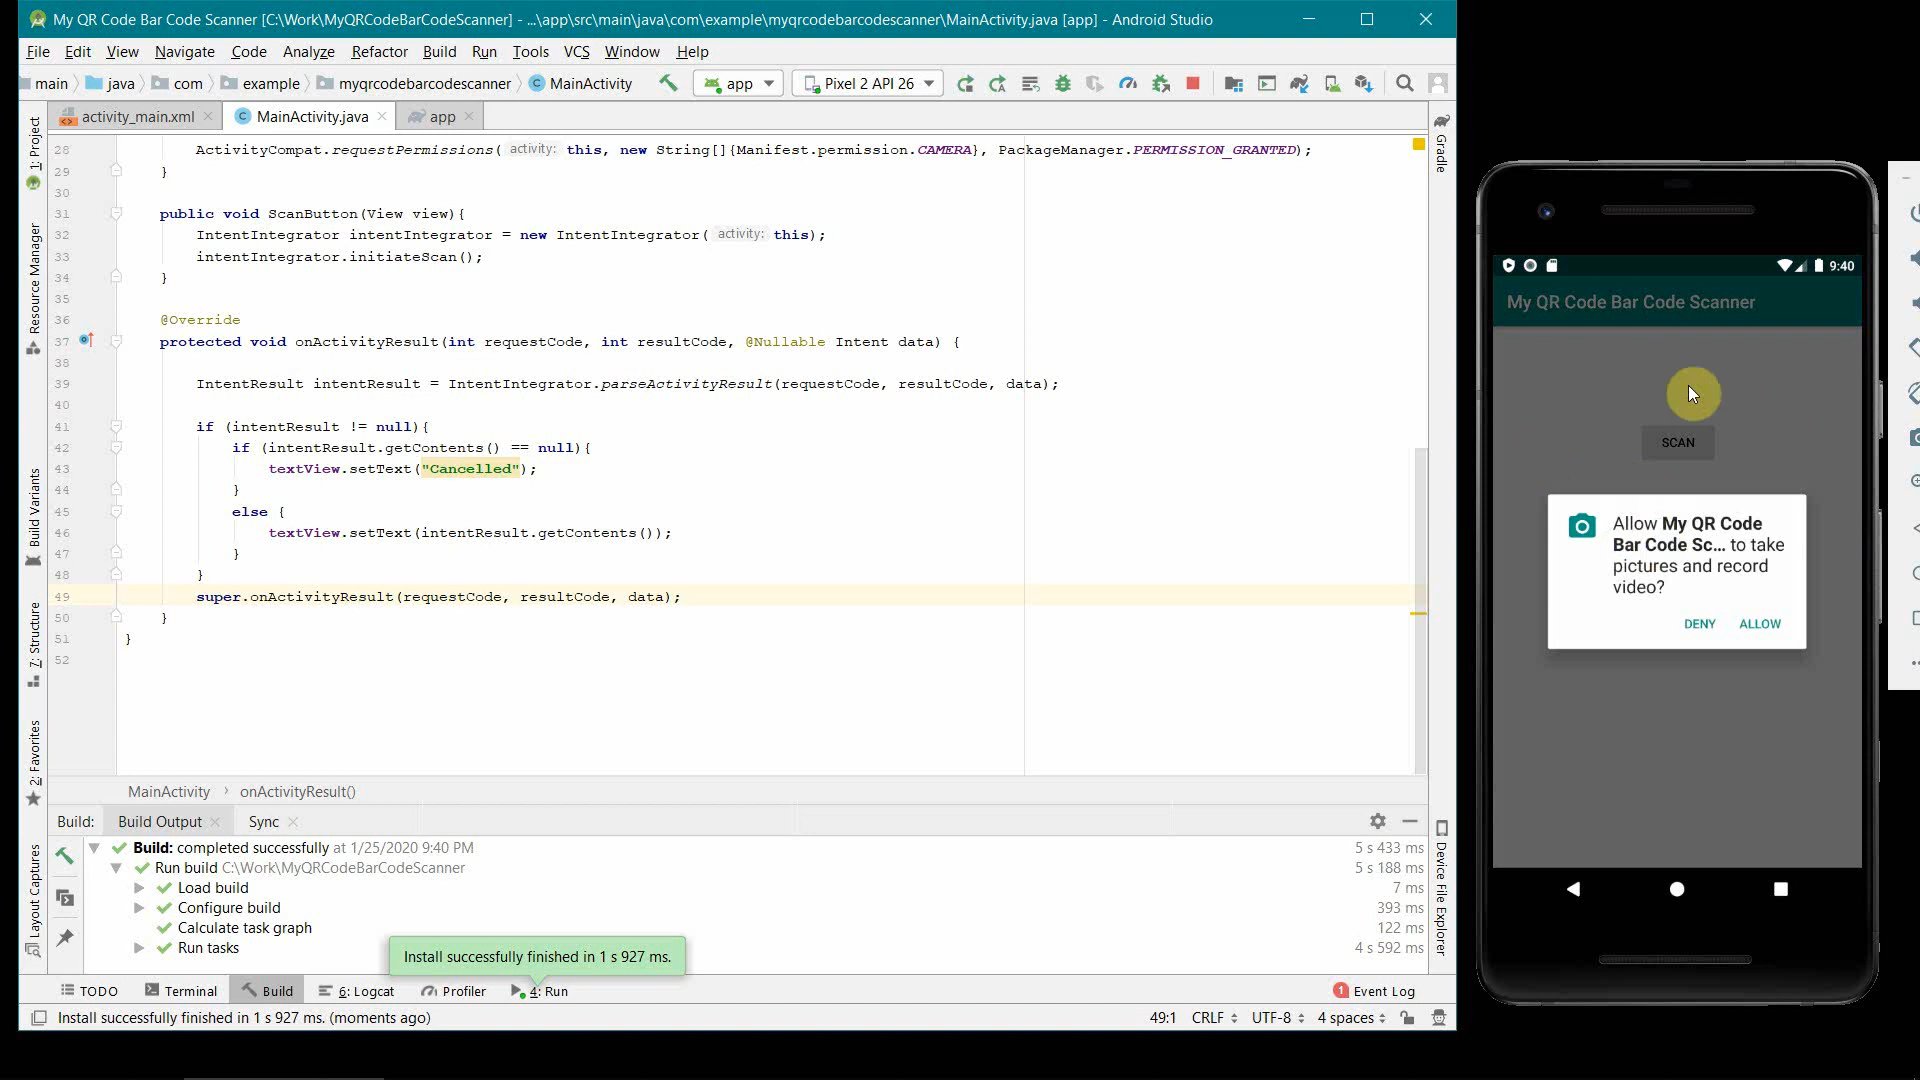 My QR Code Bar Code Scanner [C:\Work\MyQRCodeBarCodeScanner] - ...\app\src\main\java\com\example\myqrcodebarcodescanner\MainActivity.java [app] - Android Studio
File Edit View Navigate Code Analyze Refactor Build Run Tools VCS Window Help
main java com example myqrcodebarcodescanner MainActivity app Pixel 2 API 26
activity_main.xml MainActivity.java app
28 ActivityCompat.requestPermissions( activity: this, new String[]{Manifest.permission.CAMERA}, PackageManager.PERMISSION_GRANTED);
29 }
30
31 public void ScanButton(View view){
32 IntentIntegrator intentIntegrator = new IntentIntegrator( activity: this);
33 intentIntegrator.initiateScan();
34 }
35
36 @Override
37 protected void onActivityResult(int requestCode, int resultCode, @Nullable Intent data) {
38
39 IntentResult intentResult = IntentIntegrator.parseActivityResult(requestCode, resultCode, data);
40
41 if (intentResult != null){
42 if (intentResult.getContents() == null){
43 textView.setText("Cancelled");
44 }
45 else {
46 textView.setText(intentResult.getContents());
47 }
48 }
49 super.onActivityResult(requestCode, resultCode, data);
50 }
51 }
52
MainActivity onActivityResult()
Build: Build Output Sync
Build: completed successfully at 1/25/2020 9:40 PM 5 s 433 ms
Run build C:\Work\MyQRCodeBarCodeScanner 5 s 188 ms
Load build 7 ms
Configure build 393 ms
Calculate task graph 122 ms
Run tasks 4 s 592 ms
Install successfully finished in 1 s 927 ms.
TODO Terminal Build 6: Logcat Profiler 4: Run 1 Event Log
Install successfully finished in 1 s 927 ms. (moments ago) 49:1 CRLF UTF-8 4 spaces
1: Project
Resource Manager
Build Variants
7: Structure
2: Favorites
Layout Captures
Gradle
Device File Explorer
9:40
My QR Code Bar Code Scanner
SCAN
Allow My QR Code
Bar Code Sc... to take
pictures and record
video?
DENY ALLOW